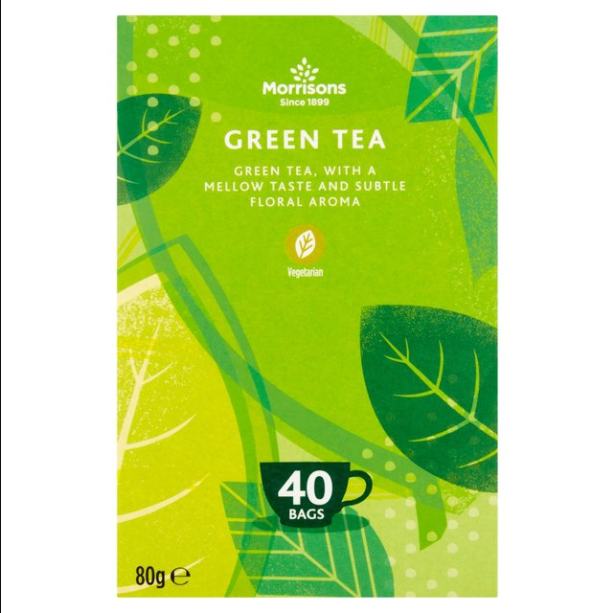 Morrisons
Since 1899
GREEN TEA
GREEN TEA, WITH A
MELLOW TASTE AND SUBTLE
FLORAL AROMA
Vegetarian
40
BAGS
80g ℮